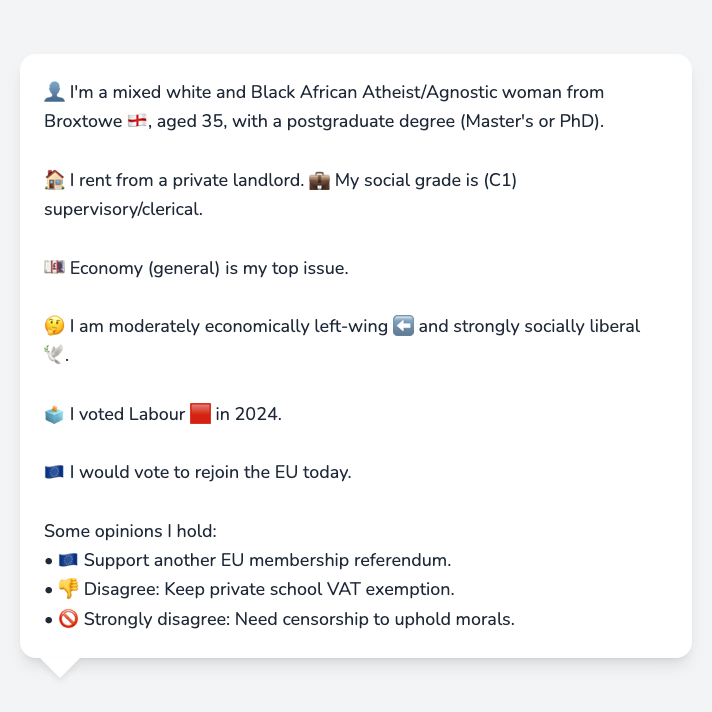 👤 I'm a mixed white and Black African Atheist/Agnostic woman from
Broxtowe 🏴󠁧󠁢󠁥󠁮󠁧󠁿, aged 35, with a postgraduate degree (Master's or PhD).
🏠 I rent from a private landlord. 💼 My social grade is (C1)
supervisory/clerical.
💷 Economy (general) is my top issue.
🤔 I am moderately economically left-wing ⬅️ and strongly socially liberal
🕊️.
🗳️ I voted Labour 🟥 in 2024.
🇪🇺 I would vote to rejoin the EU today.
Some opinions I hold:
• 🇪🇺 Support another EU membership referendum.
• 👎 Disagree: Keep private school VAT exemption.
• 🚫 Strongly disagree: Need censorship to uphold morals.